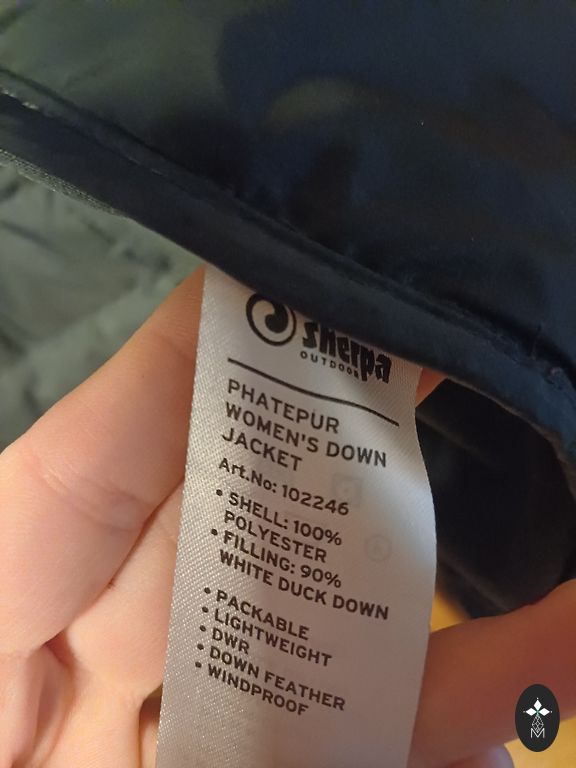 sherpa
OUTDOOR
PHATEPUR
WOMEN'S DOWN
JACKET
Art.No: 102246
• SHELL: 100%
POLYESTER
• FILLING: 90%
WHITE DUCK DOWN
• PACKABLE
• LIGHTWEIGHT
• DWR
• DOWN FEATHER
• WINDPROOF
M